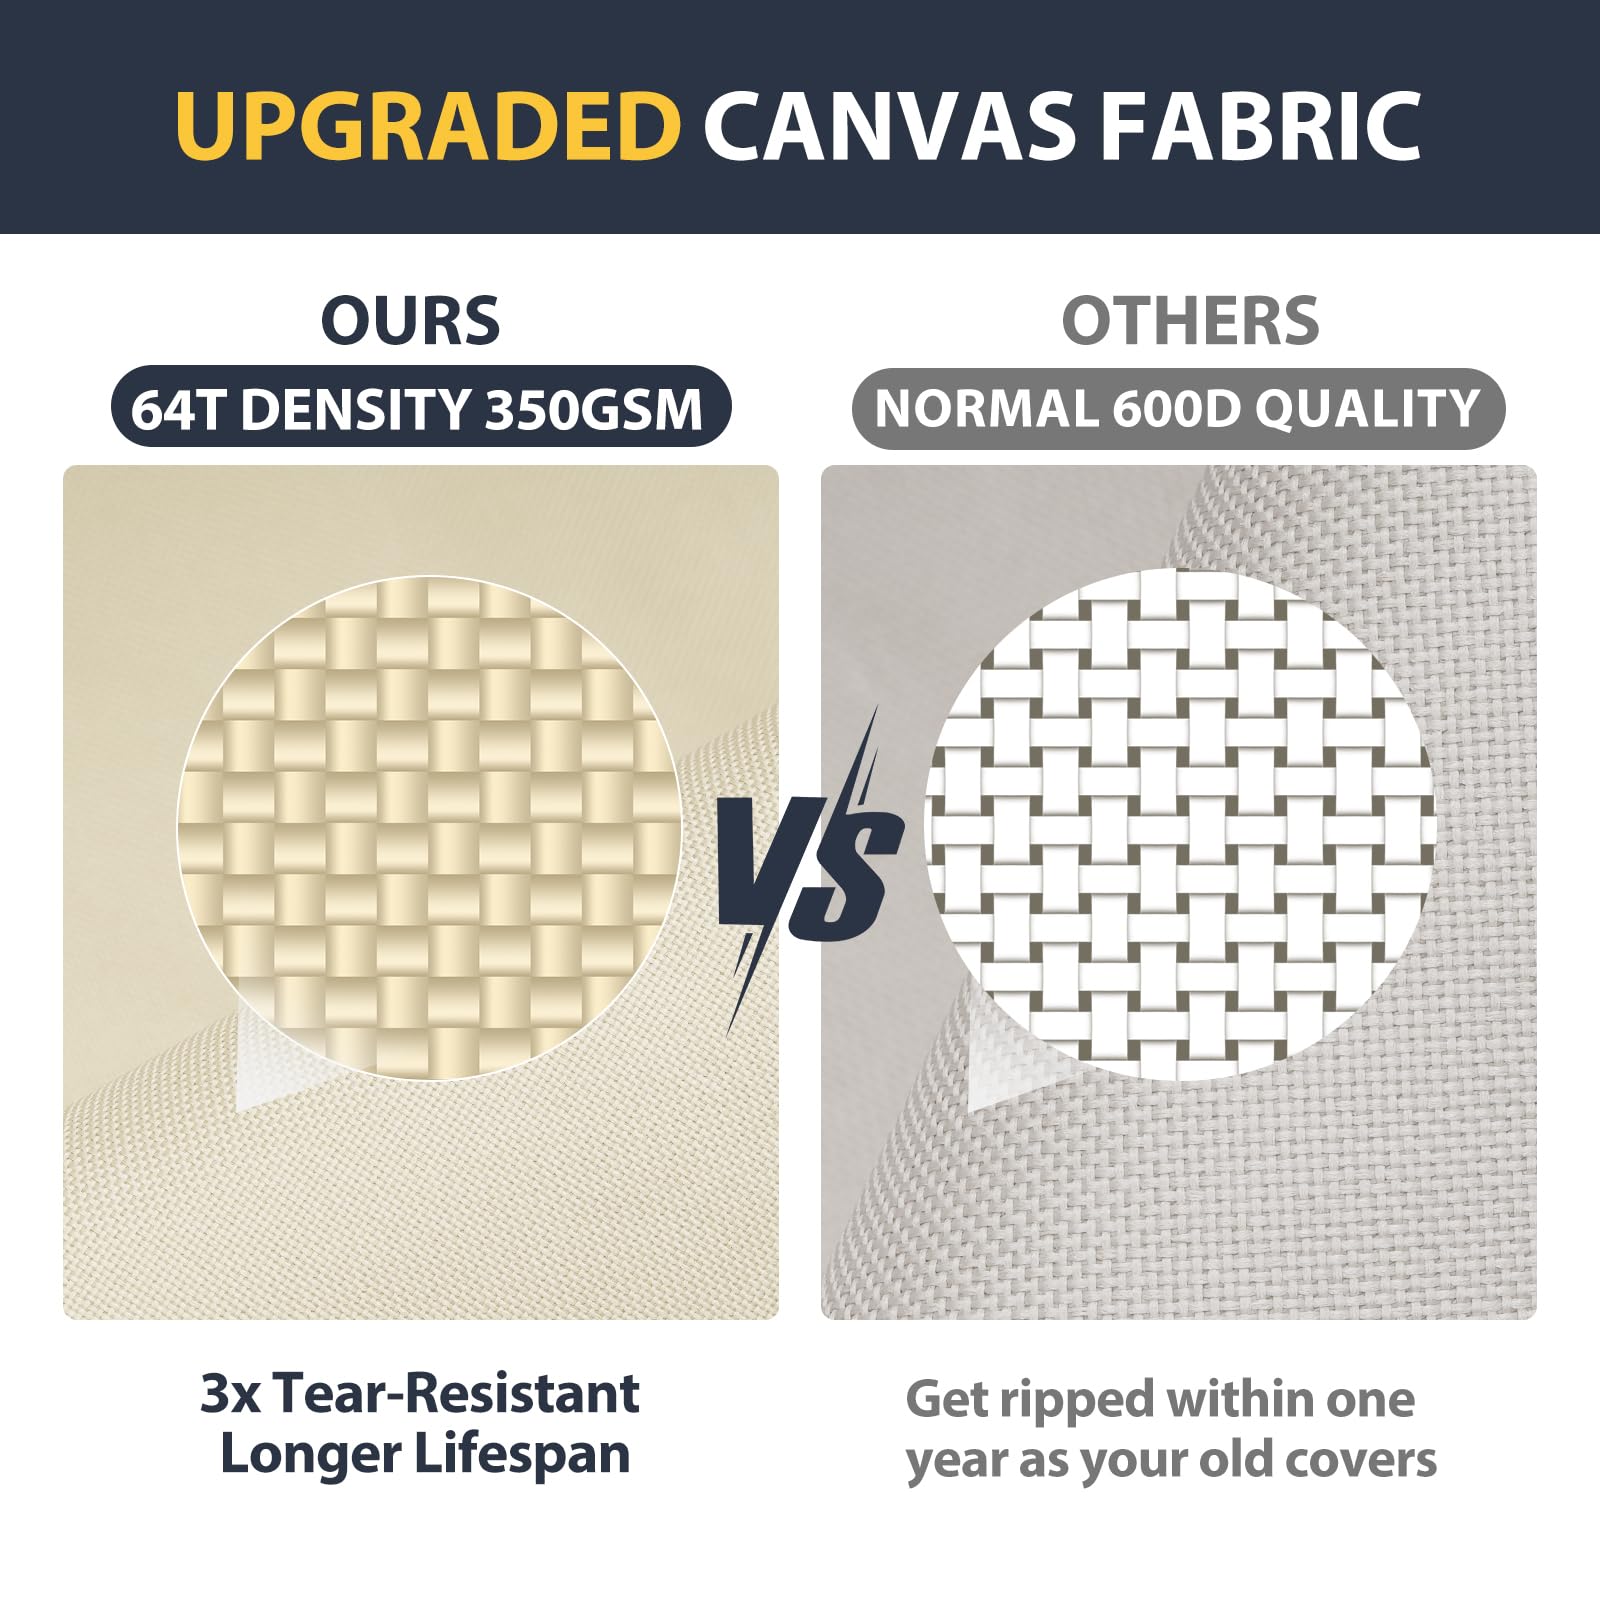 UPGRADED CANVAS FABRIC
OURS
64T DENSITY 350GSM
OTHERS
NORMAL 600D QUALITY
VS
3x Tear-Resistant
Longer Lifespan
Get ripped within one
year as your old covers